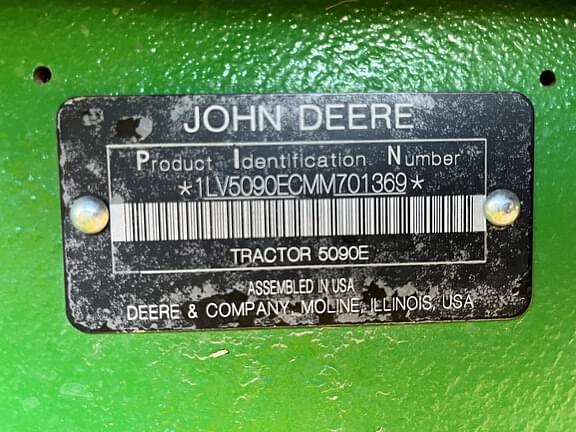 JOHN DEERE
Product Identification Number
*1LV5090ECMM701369*
TRACTOR 5090E
ASSEMBLED IN USA
DEERE & COMPANY, MOLINE, ILLINOIS, USA